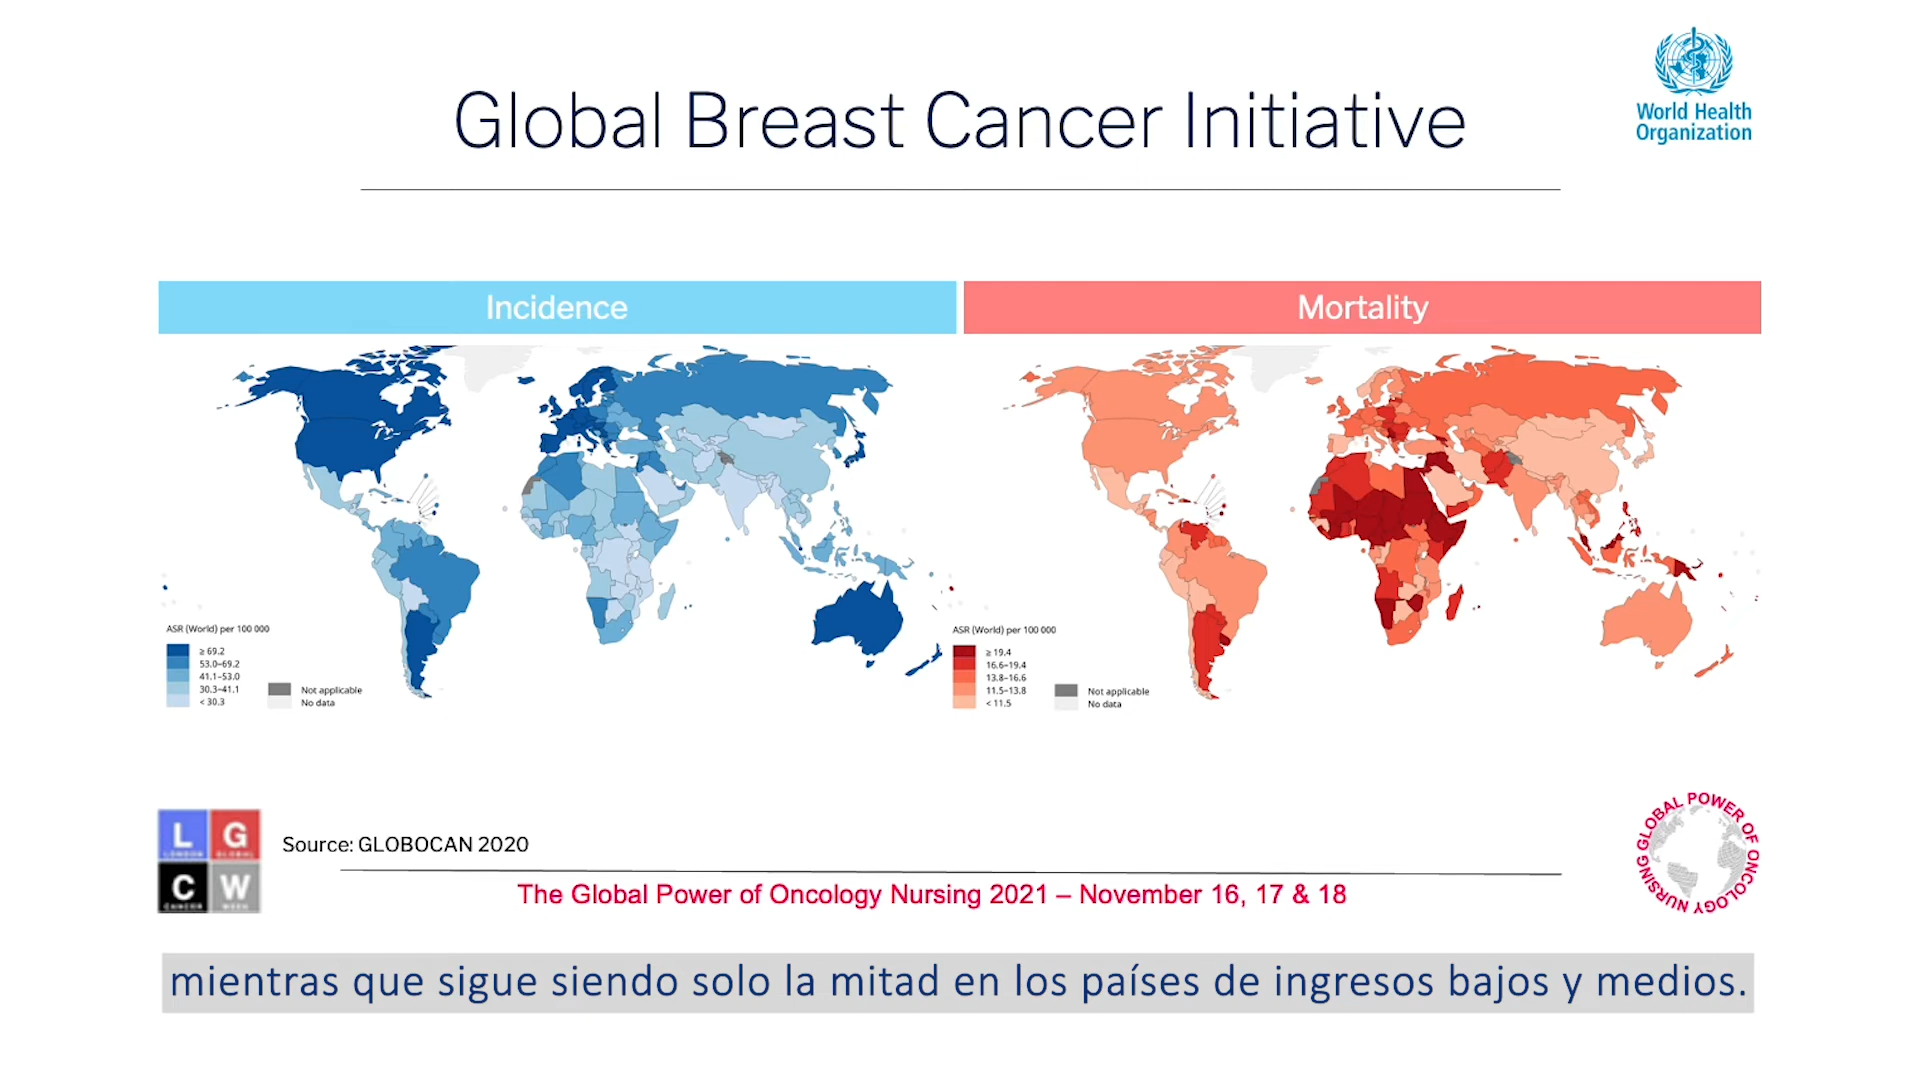 World Health
Organization
Global Breast Cancer Initiative
Incidence
Mortality
ASR (World) per 100 000
≥ 69.2
53.0–69.2
41.1–53.0
30.3–41.1
< 30.3
Not applicable
No data
ASR (World) per 100 000
≥ 19.4
16.6–19.4
13.8–16.6
11.5–13.8
< 11.5
Not applicable
No data
L G
C W
Source: GLOBOCAN 2020
The Global Power of Oncology Nursing 2021 – November 16, 17 & 18
GLOBAL POWER OF ONCOLOGY NURSING
mientras que sigue siendo solo la mitad en los países de ingresos bajos y medios.